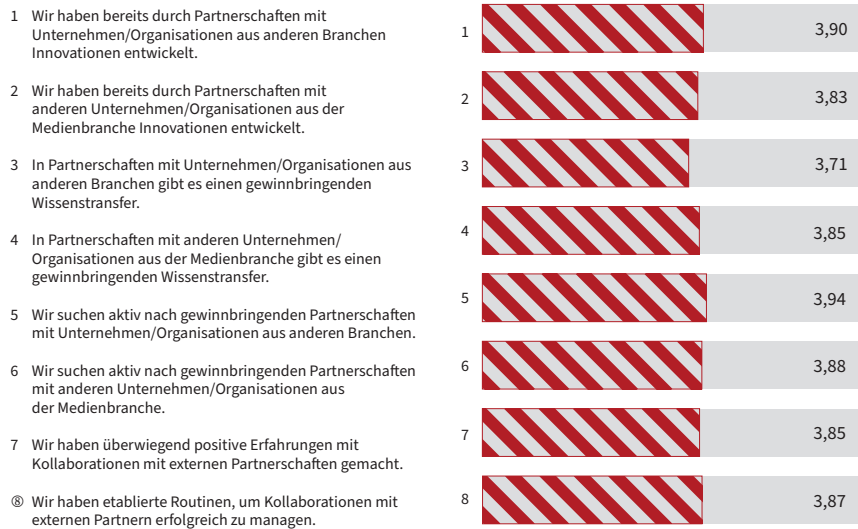 1 Wir haben bereits durch Partnerschaften mit
Unternehmen/Organisationen aus anderen Branchen
Innovationen entwickelt.
2 Wir haben bereits durch Partnerschaften mit
anderen Unternehmen/Organisationen aus der
Medienbranche Innovationen entwickelt.
3 In Partnerschaften mit Unternehmen/Organisationen aus
anderen Branchen gibt es einen gewinnbringenden
Wissenstransfer.
4 In Partnerschaften mit anderen Unternehmen/
Organisationen aus der Medienbranche gibt es einen
gewinnbringenden Wissenstransfer.
5 Wir suchen aktiv nach gewinnbringenden Partnerschaften
mit Unternehmen/Organisationen aus anderen Branchen.
6 Wir suchen aktiv nach gewinnbringenden Partnerschaften
mit anderen Unternehmen/Organisationen aus
der Medienbranche.
7 Wir haben überwiegend positive Erfahrungen mit
Kollaborationen mit externen Partnerschaften gemacht.
⑧ Wir haben etablierte Routinen, um Kollaborationen mit
externen Partnern erfolgreich zu managen.
1 3,90
2 3,83
3 3,71
4 3,85
5 3,94
6 3,88
7 3,85
8 3,87